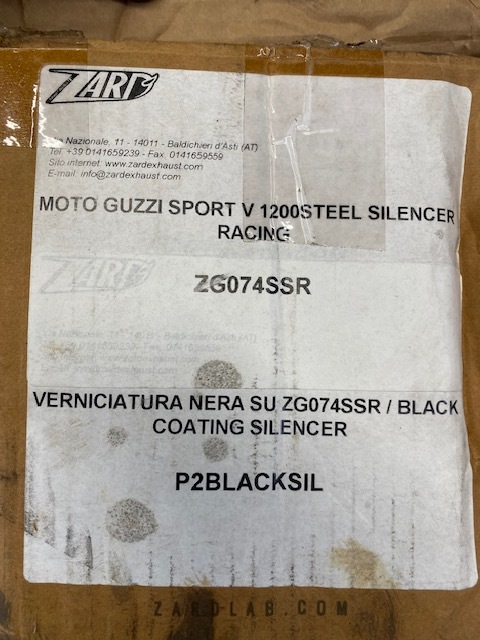 ZARD
Via Nazionale, 11 - 14011 - Baldichieri d'Asti (AT)
Tel. +39 0141659239 - Fax. 0141659559
Sito internet: www.zardexhaust.com
E-mail: info@zardexhaust.com
MOTO GUZZI SPORT V 1200STEEL SILENCER
RACING
ZARD
ZG074SSR
VERNICIATURA NERA SU ZG074SSR / BLACK
COATING SILENCER
P2BLACKSIL
ZARDLAB.COM